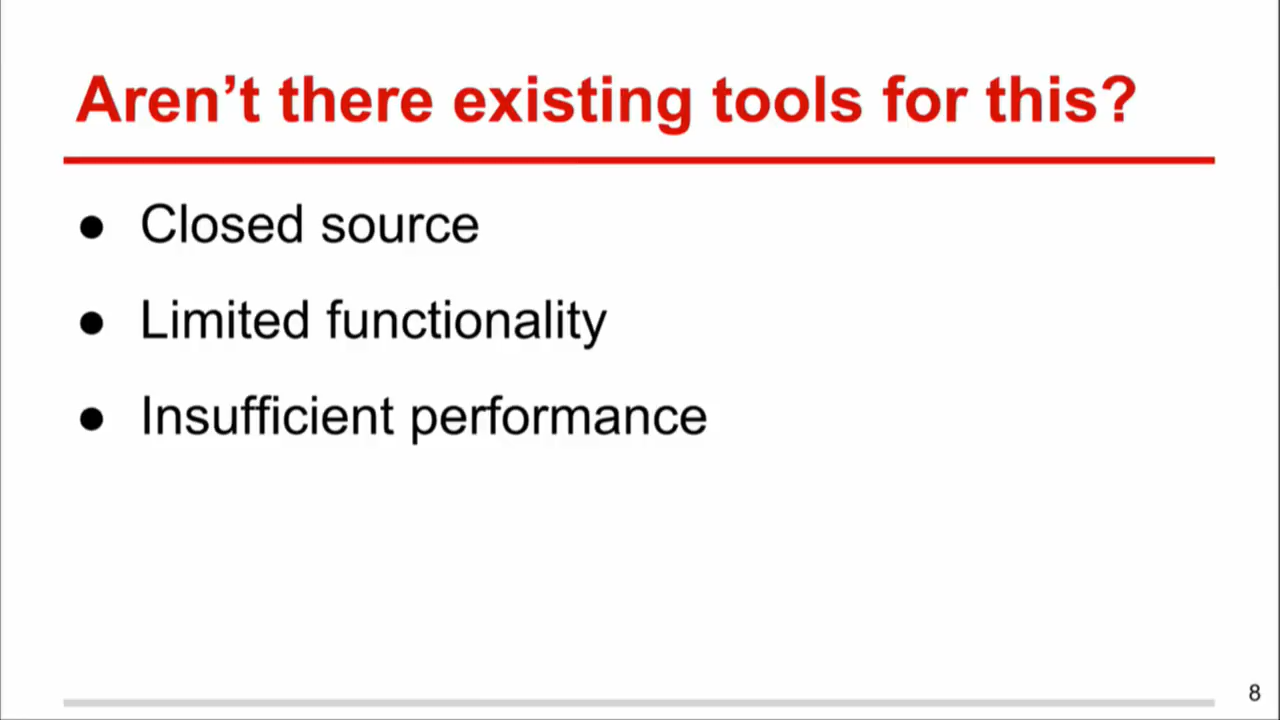 Aren’t there existing tools for this?
● Closed source
● Limited functionality
● Insufficient performance
8